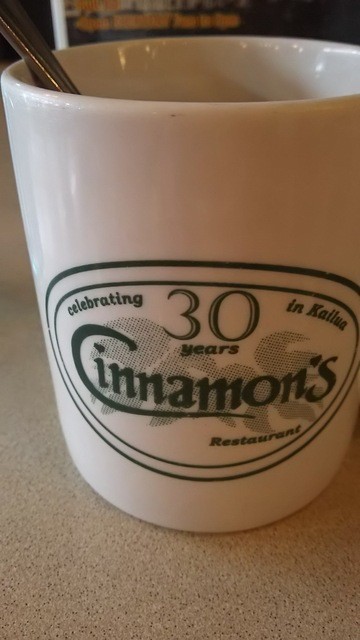 celebrating 30 in Kailua
years
Cinnamon's
Restaurant